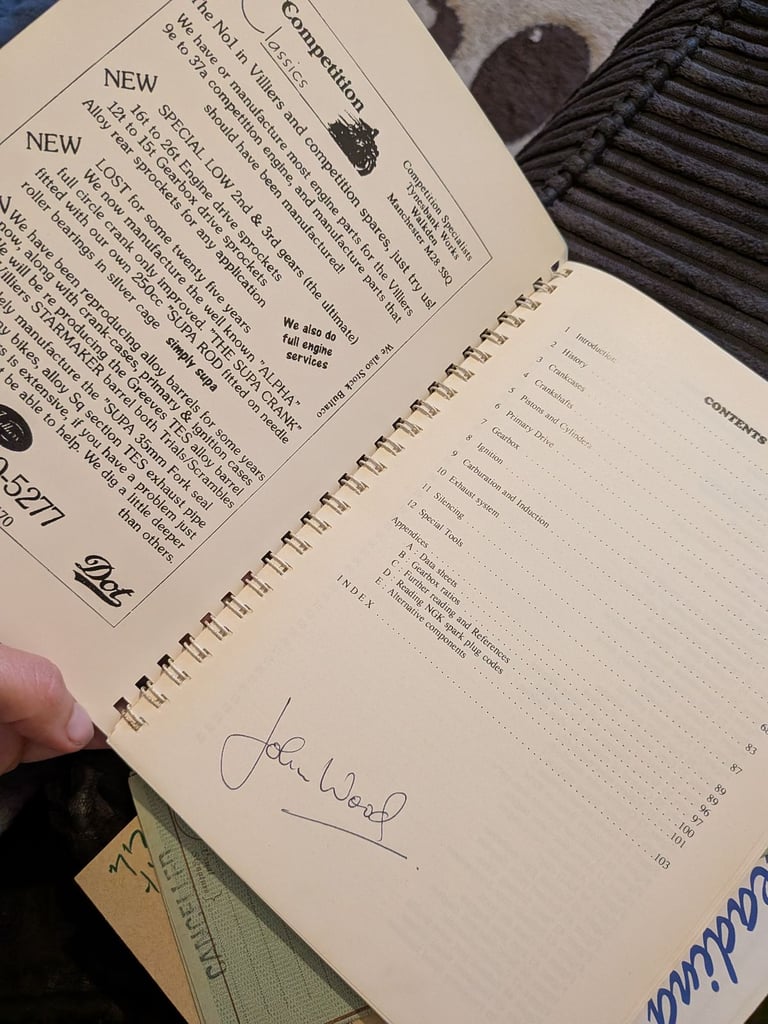 Competition
Classics
Competition Specialists
Tynesbank Works
Walkden
Manchester M28 5SQ
The No1 in Villiers and competition spares, just try us!
We have or manufacture most engine parts for the Villiers
9e to 37a competition engine, and manufacture parts that
should have been manufactured!
NEW
SPECIAL LOW 2nd & 3rd gears (the ultimate)
16t to 26t Engine drive sprockets
12t to 15t Gearbox drive sprockets
Alloy rear sprockets for any application
NEW
LOST for some twenty five years
We now manufacture the well known "ALPHA"
full circle crank only improved. "THE SUPA CRANK"
fitted with our own 250cc "SUPA ROD fitted on needle
roller bearings in silver cage simply supa
We also do
full engine
services
We also Stock Bultaco
We have been reproducing alloy barrels for some years
now, along with crank-cases, primary & ignition cases
will be re producing the Greeves TES alloy barrel
Villiers STARMAKER barrel both Trials/Scrambles
manufacture the "SUPA 35mm Fork seal
bikes, alloy Sq section TES exhaust pipe
is extensive, if you have a problem just
be able to help. We dig a little deeper
than others.
-5277
70
Dot
CONTENTS
1 Introduction
2 History
3 Crankcases
4 Crankshafts
5 Pistons and Cylinders
6 Primary Drive
7 Gearbox
8 Ignition
9 Carburation and Induction
10 Exhaust system
11 Silencing
12 Special Tools
83
Appendices
87
A : Data sheets
89
B : Gearbox ratios
89
C : Further reading and References
96
D : Reading NGK spark plug codes
97
E : Alternative components
100
101
INDEX
103
John Wood
CANCELLED